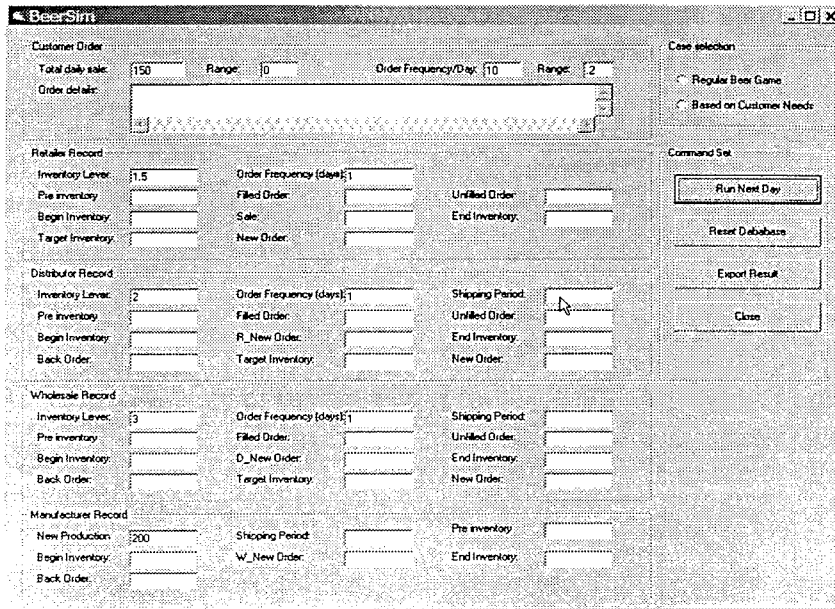 BeerSim
Customer Order
Total daily sale: 150 Range: 0 Order Frequency/Day: 10 Range: .2
Order details:
Case selection
Regular Beer Game
Based on Customer Needs
Retailer Record
Inventory Lever: 1.5 Order Frequency (days): 1
Pre inventory Filled Order: Unfilled Order:
Begin Inventory: Sale: End Inventory:
Target Inventory: New Order:
Command Set
Run Next Day
Reset Dababase
Export Result
Close
Distributor Record
Inventory Lever: 2 Order Frequency (days): 1 Shipping Period:
Pre inventory Filled Order: Unfilled Order:
Begin Inventory: R_New Order: End Inventory:
Back Order: Target Inventory: New Order:
Wholesale Record
Inventory Lever: 3 Order Frequency (days): 1 Shipping Period:
Pre inventory Filled Order: Unfilled Order:
Begin Inventory: D_New Order: End Inventory:
Back Order: Target Inventory: New Order:
Manufacturer Record
New Production 200 Shipping Period: Pre inventory
Begin Inventory: W_New Order: End Inventory:
Back Order: